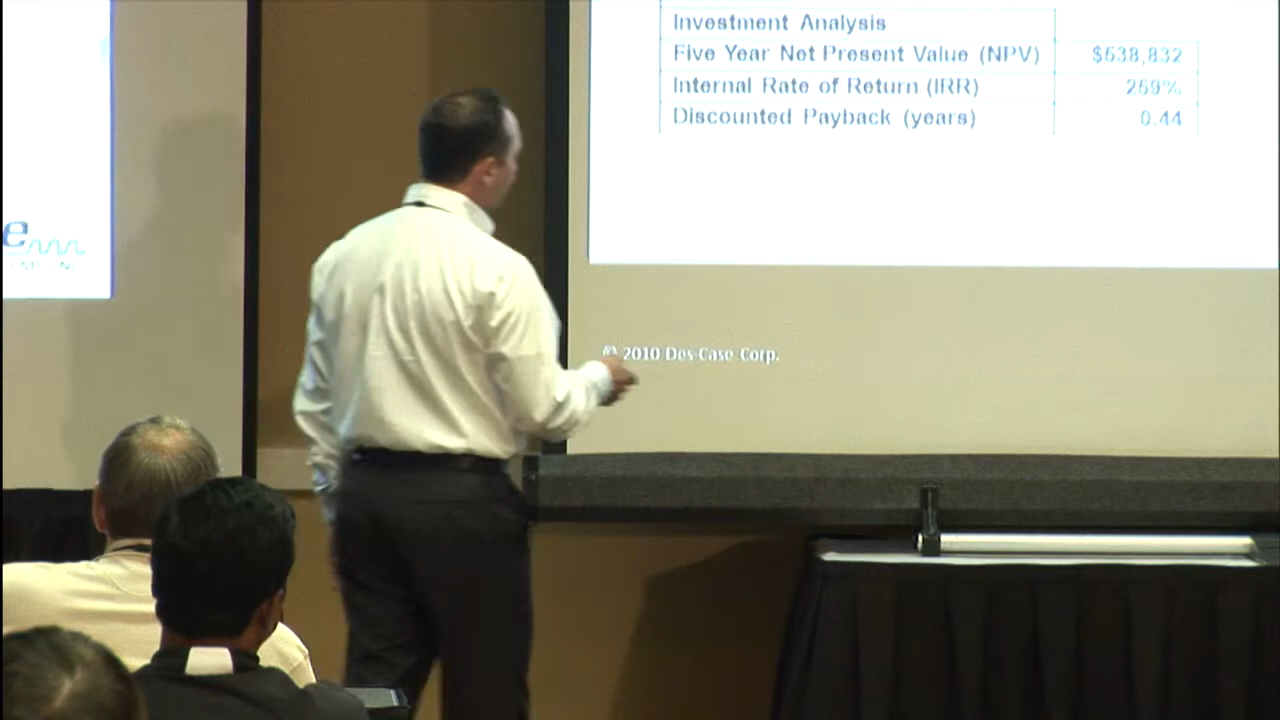 Investment Analysis
Five Year Net Present Value (NPV) $538,832
Internal Rate of Return (IRR) 259%
Discounted Payback (years) 0.44
e
© 2010 Des-Case Corp.